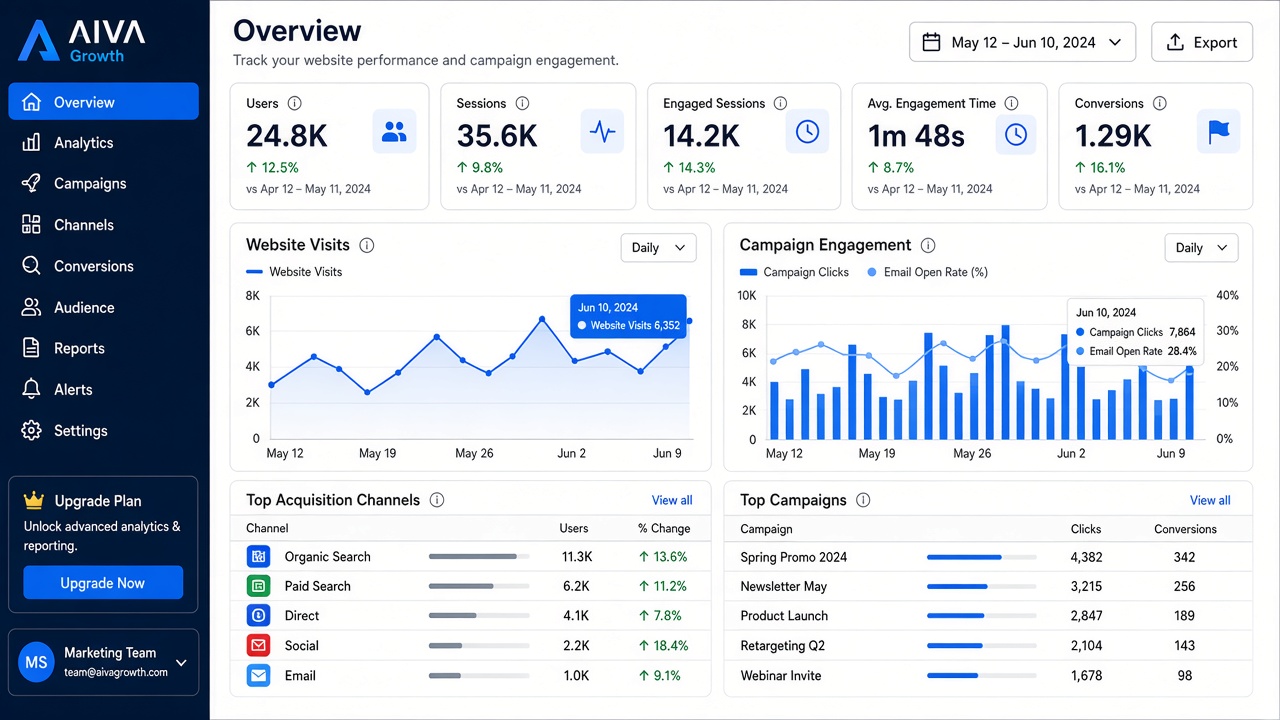 AIVA
Growth
Overview
Analytics
Campaigns
Channels
Conversions
Audience
Reports
Alerts
Settings
Upgrade Plan
Unlock advanced analytics &
reporting.
Upgrade Now
MS
Marketing Team
team@aivagrowth.com
Overview
Track your website performance and campaign engagement.
May 12 – Jun 10, 2024
Export
Users
24.8K
↑ 12.5%
vs Apr 12 – May 11, 2024
Sessions
35.6K
↑ 9.8%
vs Apr 12 – May 11, 2024
Engaged Sessions
14.2K
↑ 14.3%
vs Apr 12 – May 11, 2024
Avg. Engagement Time
1m 48s
↑ 8.7%
vs Apr 12 – May 11, 2024
Conversions
1.29K
↑ 16.1%
vs Apr 12 – May 11, 2024
Website Visits
Daily
Website Visits
8K
6K
4K
2K
0
Jun 10, 2024
Website Visits 6,352
May 12 May 19 May 26 Jun 2 Jun 9
Campaign Engagement
Daily
Campaign Clicks Email Open Rate (%)
10K
8K
6K
4K
2K
0
40%
30%
20%
10%
0%
Jun 10, 2024
Campaign Clicks 7,864
Email Open Rate 28.4%
May 12 May 19 May 26 Jun 2 Jun 9
Top Acquisition Channels
View all
Channel Users % Change
Organic Search 11.3K ↑ 13.6%
Paid Search 6.2K ↑ 11.2%
Direct 4.1K ↑ 7.8%
Social 2.2K ↑ 18.4%
Email 1.0K ↑ 9.1%
Top Campaigns
View all
Campaign Clicks Conversions
Spring Promo 2024 4,382 342
Newsletter May 3,215 256
Product Launch 2,847 189
Retargeting Q2 2,104 143
Webinar Invite 1,678 98